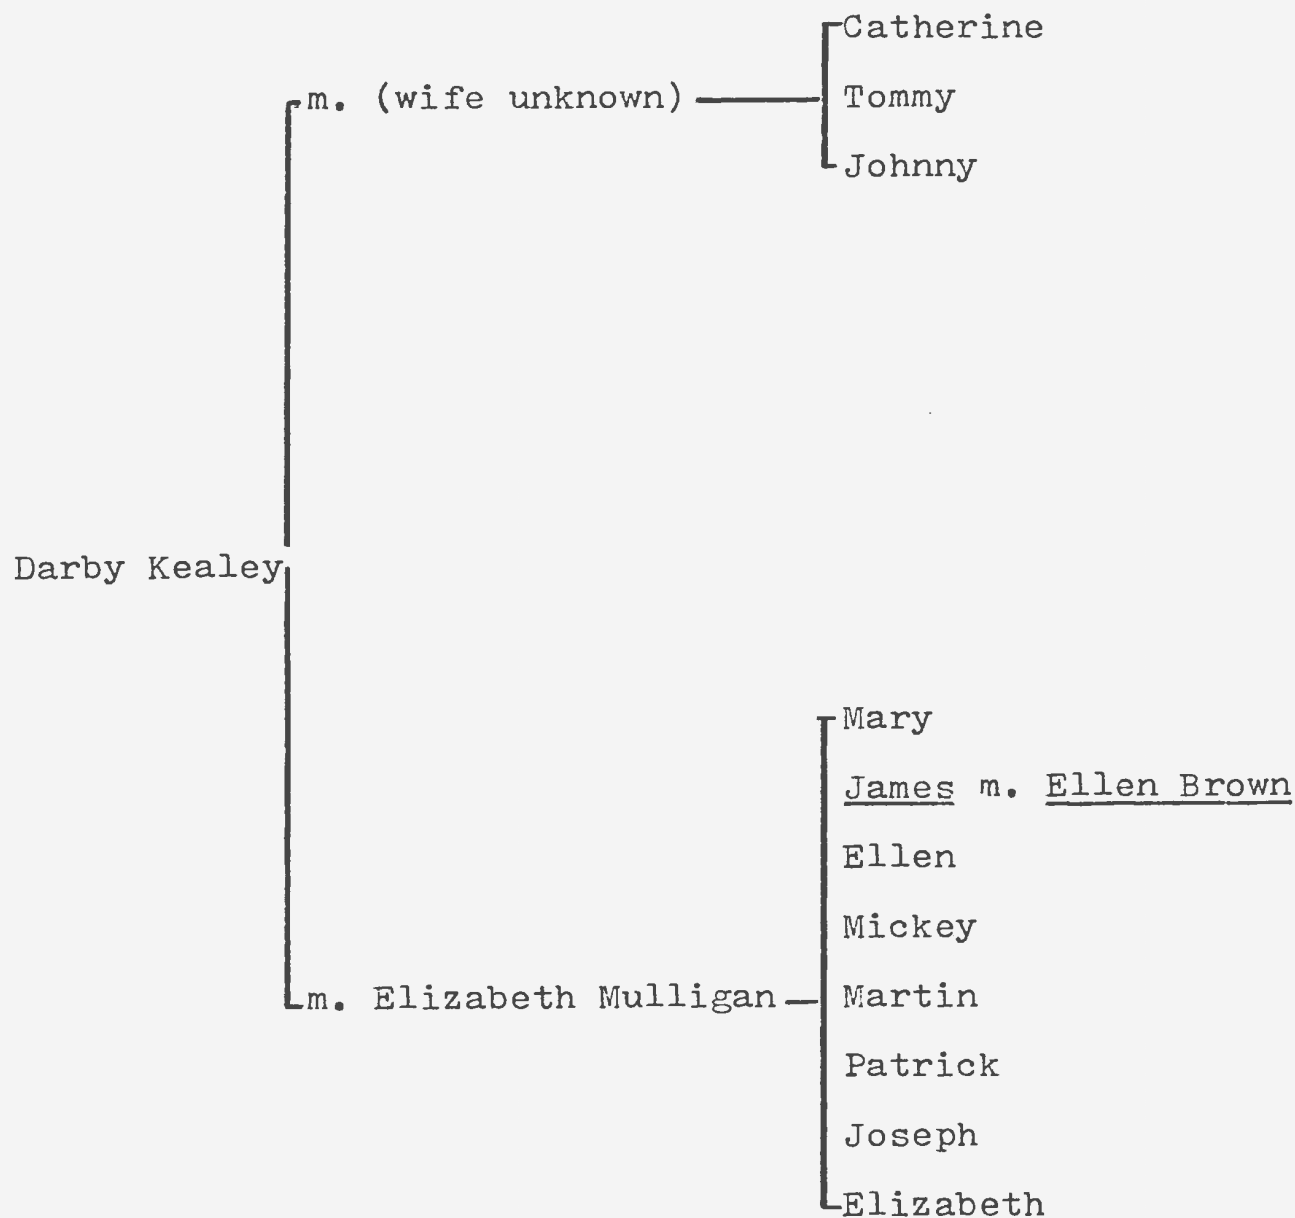 Catherine
m. (wife unknown)
Tommy
Johnny
Darby Kealey
Mary
James m. Ellen Brown
Ellen
Mickey
m. Elizabeth Mulligan
Martin
Patrick
Joseph
Elizabeth